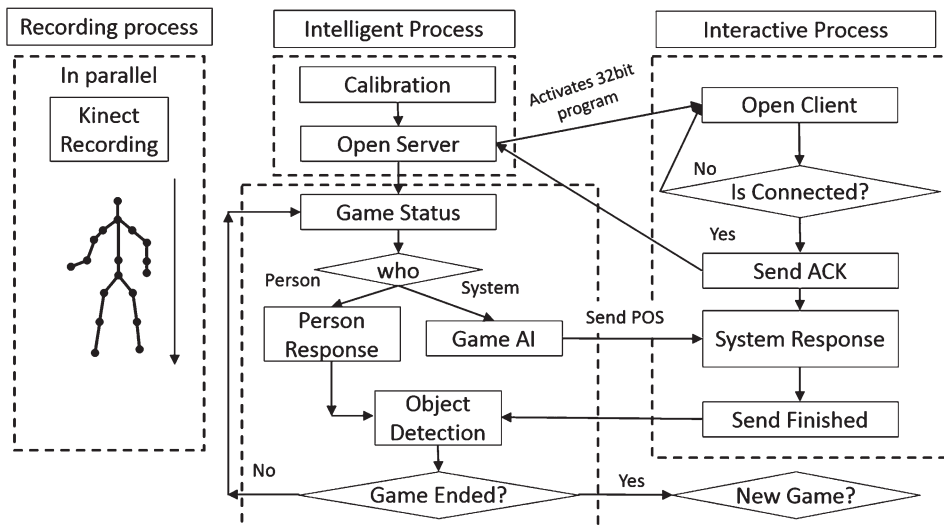 Recording process
In parallel
Kinect
Recording
Intelligent Process
Calibration
Open Server
Activates 32bit
program
Game Status
who
Person
System
Person
Response
Game AI
Send POS
Object
Detection
Game Ended?
No
Yes
New Game?
Interactive Process
Open Client
No
Is Connected?
Yes
Send ACK
System Response
Send Finished